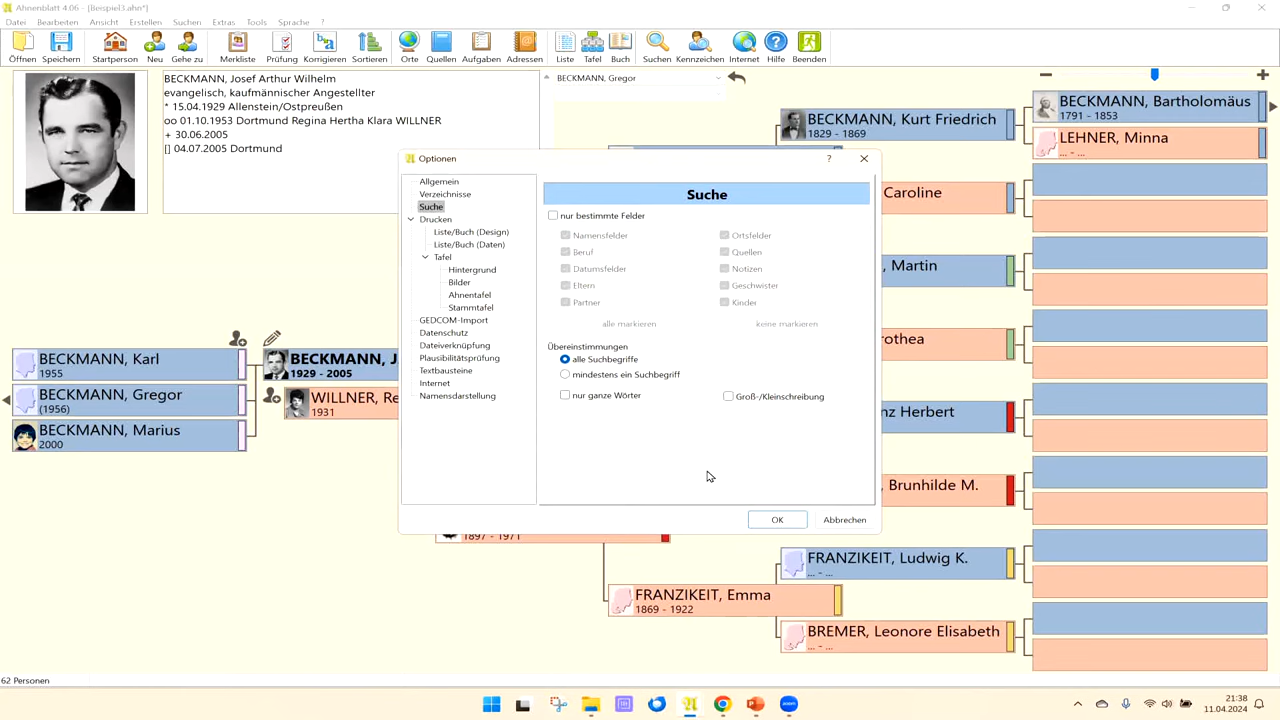 Ahnenblatt 4.06 - [Beispiel3.ahn*]
Datei Bearbeiten Ansicht Erstellen Suchen Extras Tools Sprache ?
Öffnen Speichern Startperson Neu Gehe zu Merkliste Prüfung Korrigieren Sortieren Orte Quellen Aufgaben Adressen Liste Tafel Buch Suchen Kennzeichen Internet Hilfe Beenden
BECKMANN, Josef Arthur Wilhelm
evangelisch, kaufmännischer Angestellter
* 15.04.1929 Allenstein/Ostpreußen
oo 01.10.1953 Dortmund Regina Hertha Klara WILLNER
+ 30.06.2005
[] 04.07.2005 Dortmund
BECKMANN, Gregor
BECKMANN, Kurt Friedrich
1829 - 1869
BECKMANN, Bartholomäus
1791 - 1853
LEHNER, Minna
... - ...
Caroline
, Martin
rothea
nz Herbert
, Brunhilde M.
BECKMANN, Karl
1955
BECKMANN, Gregor
(1956)
BECKMANN, Marius
2000
BECKMANN, J
1929 - 2005
WILLNER, Re
1931
Optionen
?
Allgemein
Verzeichnisse
Suche
Drucken
Liste/Buch (Design)
Liste/Buch (Daten)
Tafel
Hintergrund
Bilder
Ahnentafel
Stammtafel
GEDCOM-Import
Datenschutz
Dateiverknüpfung
Plausibilitätsprüfung
Textbausteine
Internet
Namensdarstellung
Suche
nur bestimmte Felder
Namensfelder Ortsfelder
Beruf Quellen
Datumsfelder Notizen
Eltern Geschwister
Partner Kinder
alle markieren keine markieren
Übereinstimmungen
alle Suchbegriffe
mindestens ein Suchbegriff
nur ganze Wörter Groß-/Kleinschreibung
OK Abbrechen
1897 - 1971
FRANZIKEIT, Ludwig K.
... - ...
FRANZIKEIT, Emma
1869 - 1922
BREMER, Leonore Elisabeth
... - ...
62 Personen
zoom
21:38
11.04.2024